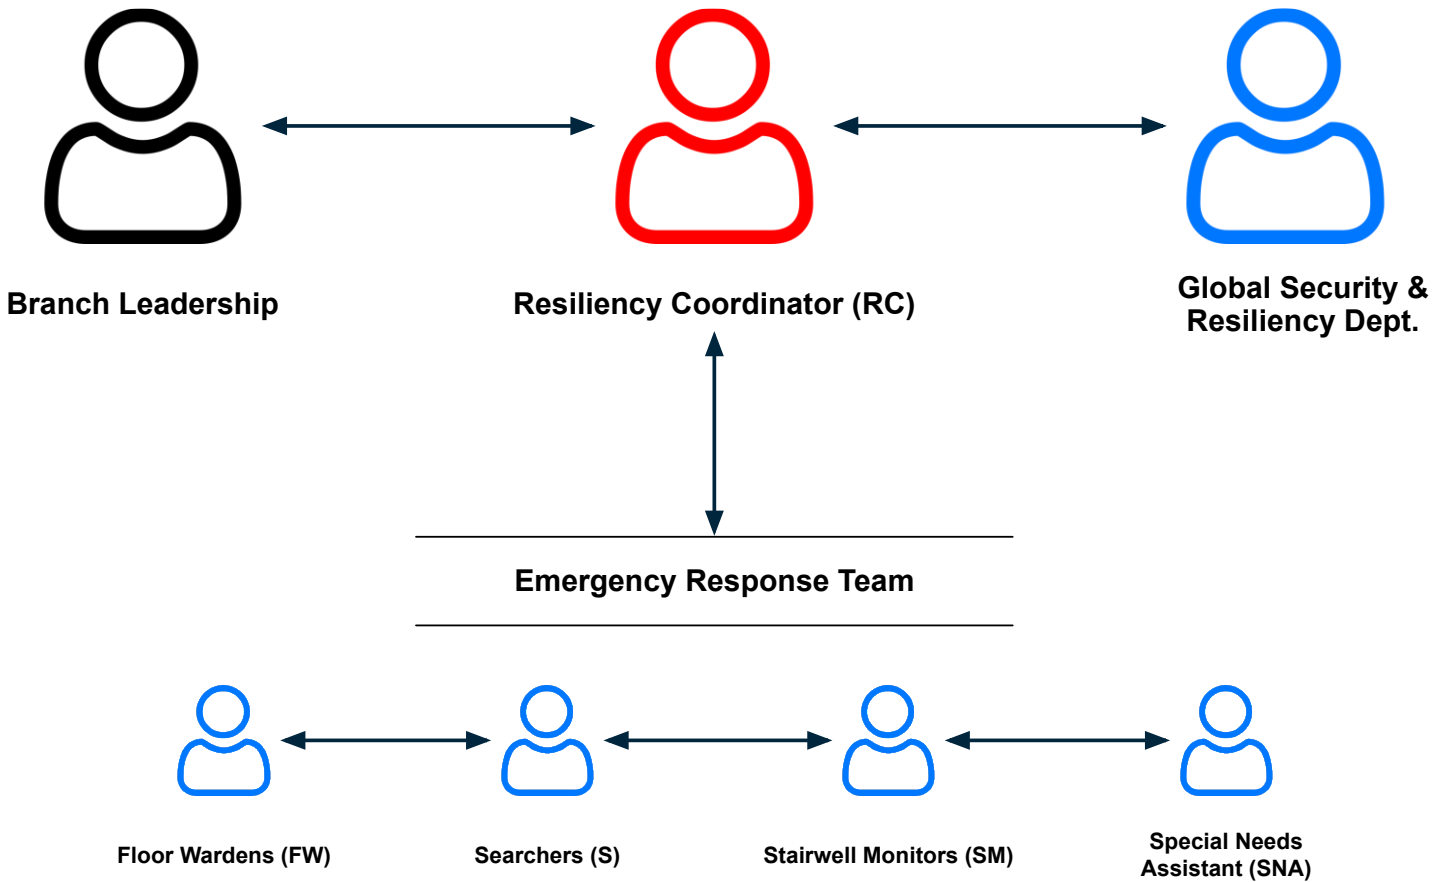 Branch Leadership
Resiliency Coordinator (RC)
Global Security &
Resiliency Dept.
Emergency Response Team
Floor Wardens (FW)
Searchers (S)
Stairwell Monitors (SM)
Special Needs
Assistant (SNA)